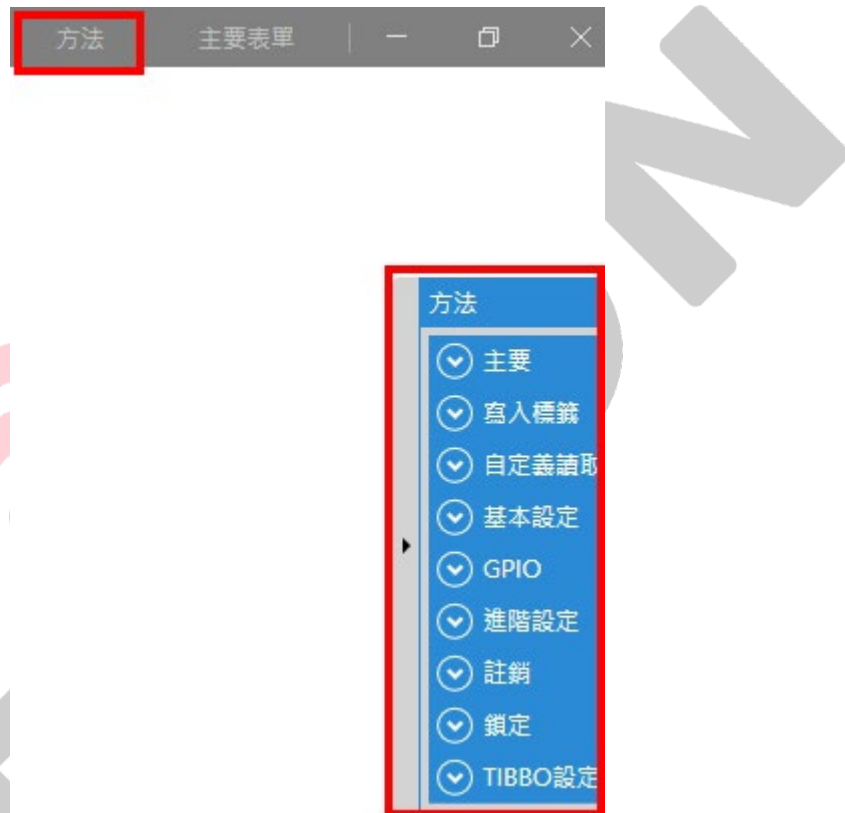 方法 主要表單
方法
主要
寫入標籤
自定義讀取
基本設定
GPIO
進階設定
註銷
鎖定
TIBBO設定